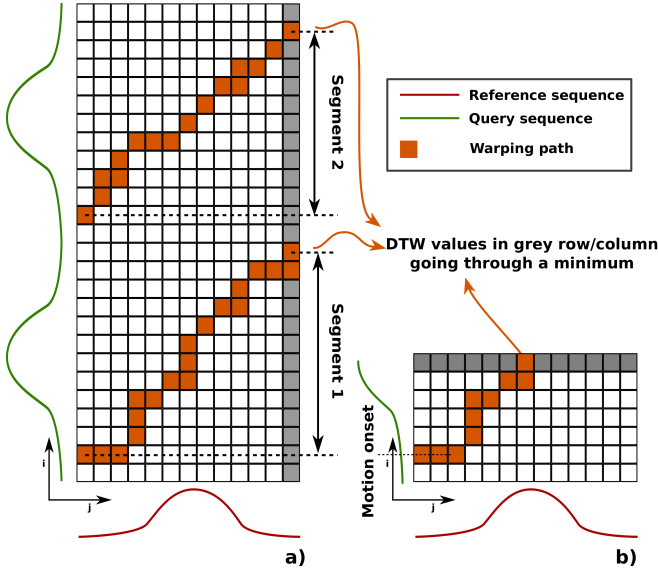 Segment 2
Reference sequence
Query sequence
Warping path
DTW values in grey row/column
going through a minimum
Segment 1
Motion onset
i
j
i
j
a)
b)